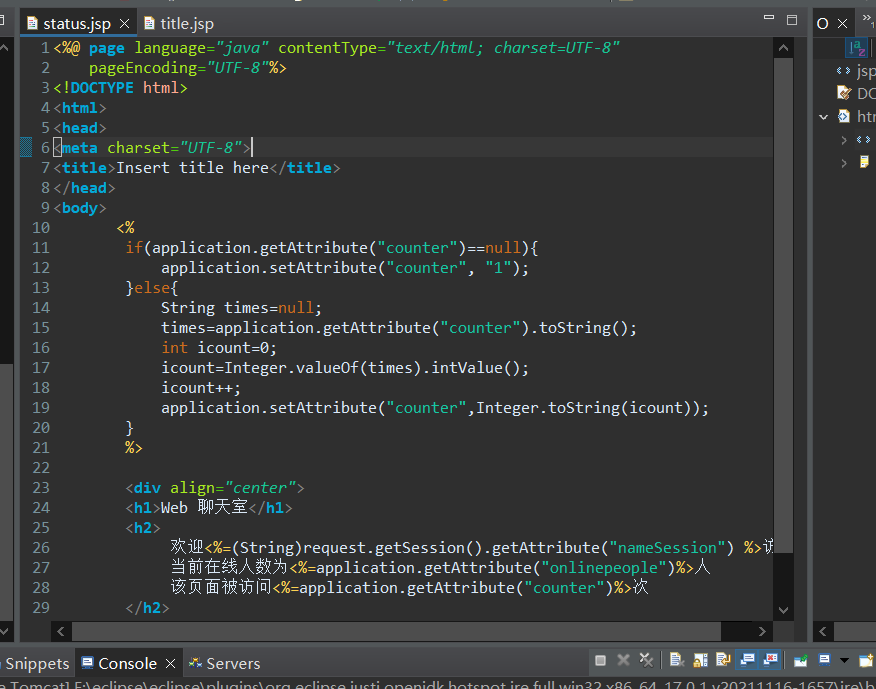 status.jsp title.jsp
1 <%@ page language="java" contentType="text/html; charset=UTF-8"
2 pageEncoding="UTF-8"%>
3 <!DOCTYPE html>
4 <html>
5 <head>
6 <meta charset="UTF-8">
7 <title>Insert title here</title>
8 </head>
9 <body>
10 <%
11 if(application.getAttribute("counter")==null){
12 application.setAttribute("counter", "1");
13 }else{
14 String times=null;
15 times=application.getAttribute("counter").toString();
16 int icount=0;
17 icount=Integer.valueOf(times).intValue();
18 icount++;
19 application.setAttribute("counter",Integer.toString(icount));
20 }
21 %>
22
23 <div align="center">
24 <h1>Web 聊天室</h1>
25 <h2>
26 欢迎<%=(String)request.getSession().getAttribute("nameSession") %>
27 当前在线人数为<%=application.getAttribute("onlinepeople")%>人
28 该页面被访问<%=application.getAttribute("counter")%>次
29 </h2>
O
jsp
DO
htm
Snippets Console Servers
Tomcat] E:\eclipse\eclipse\plugins\org.eclipse.justj.openjdk.hotspot.jre.full.win32.x86_64_17.0.1.v20211116-1657\jre\b